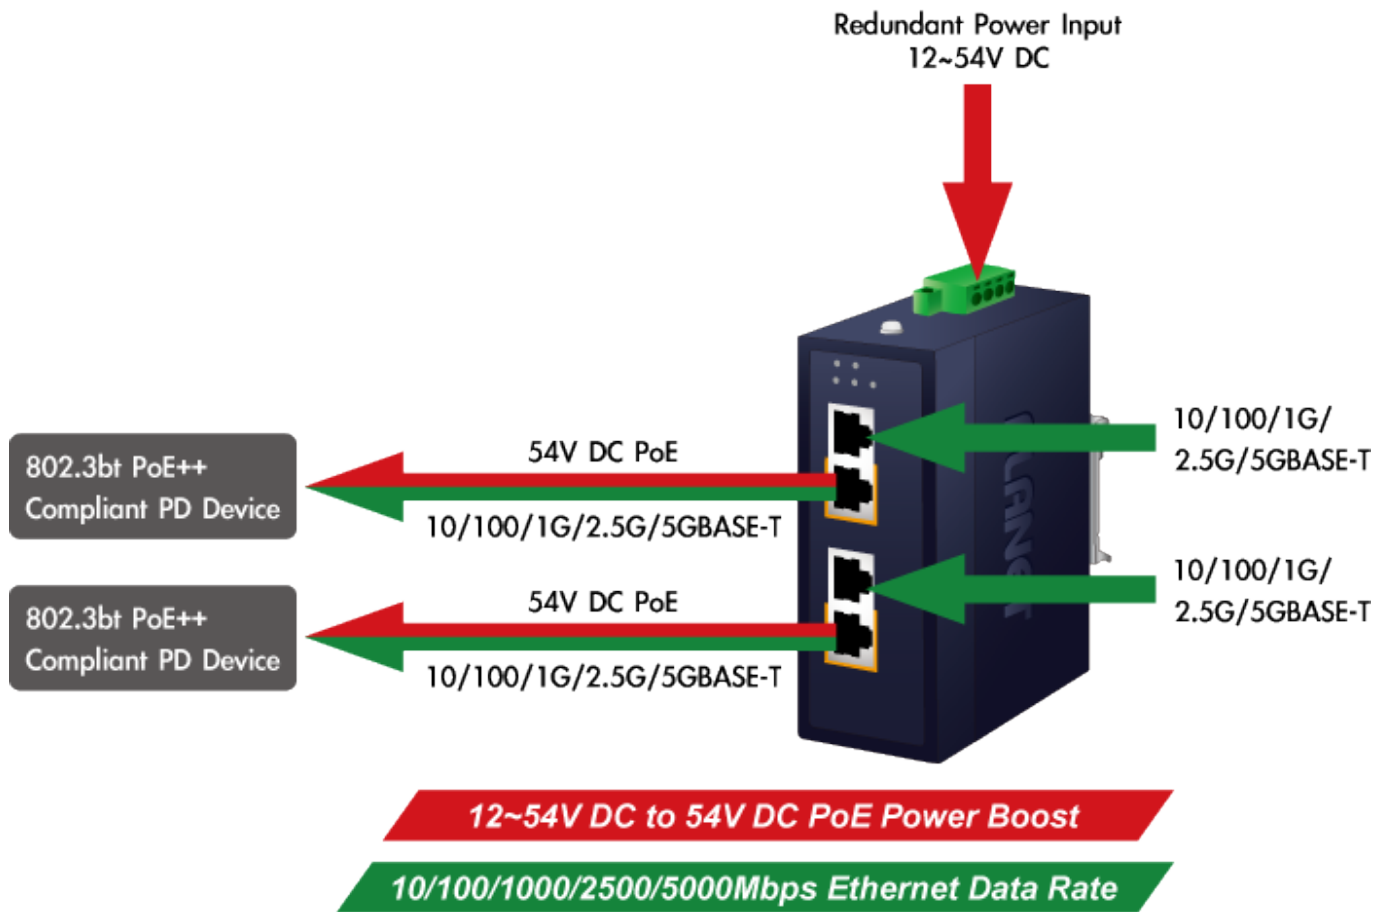 Redundant Power Input
12~54V DC
10/100/1G/
2.5G/5GBASE-T
54V DC PoE
802.3bt PoE++
Compliant PD Device
10/100/1G/2.5G/5GBASE-T
PLANET
10/100/1G/
2.5G/5GBASE-T
54V DC PoE
802.3bt PoE++
Compliant PD Device
10/100/1G/2.5G/5GBASE-T
12~54V DC to 54V DC PoE Power Boost
10/100/1000/2500/5000Mbps Ethernet Data Rate